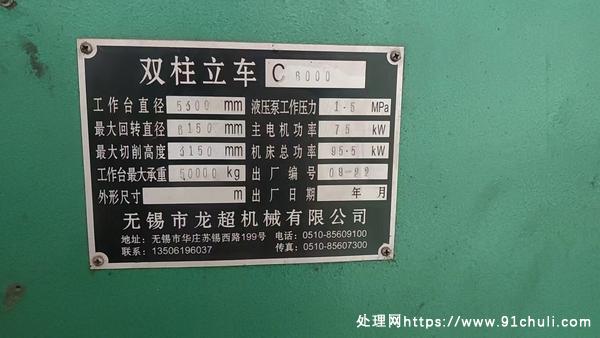 双柱立车 C 6000
工作台直径 5300 mm 液压泵工作压力 1-5 MPa
最大回转直径 6150 mm 主电机功率 75 kW
最大切削高度 3150 mm 机床总功率 95.5 kW
工作台最大承重 50000 kg 出厂编号 08-22
外形尺寸 m 出厂日期 年 月
无锡市龙超机械有限公司
地址: 无锡市华庄苏锡西路199号 电话: 0510-85609100
联系: 13506196037 传真: 0510-85607300
处理网https://www.91chuli.com/